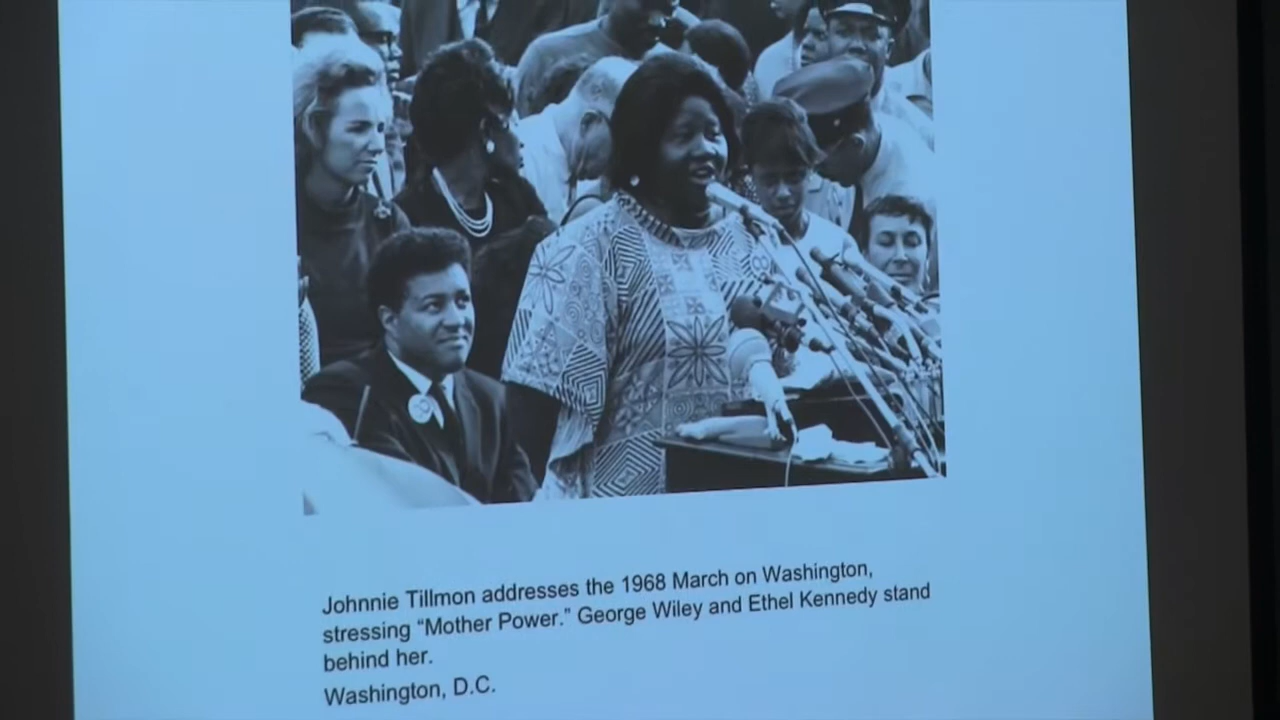 Johnnie Tillmon addresses the 1968 March on Washington,
stressing “Mother Power.” George Wiley and Ethel Kennedy stand
behind her.
Washington, D.C.